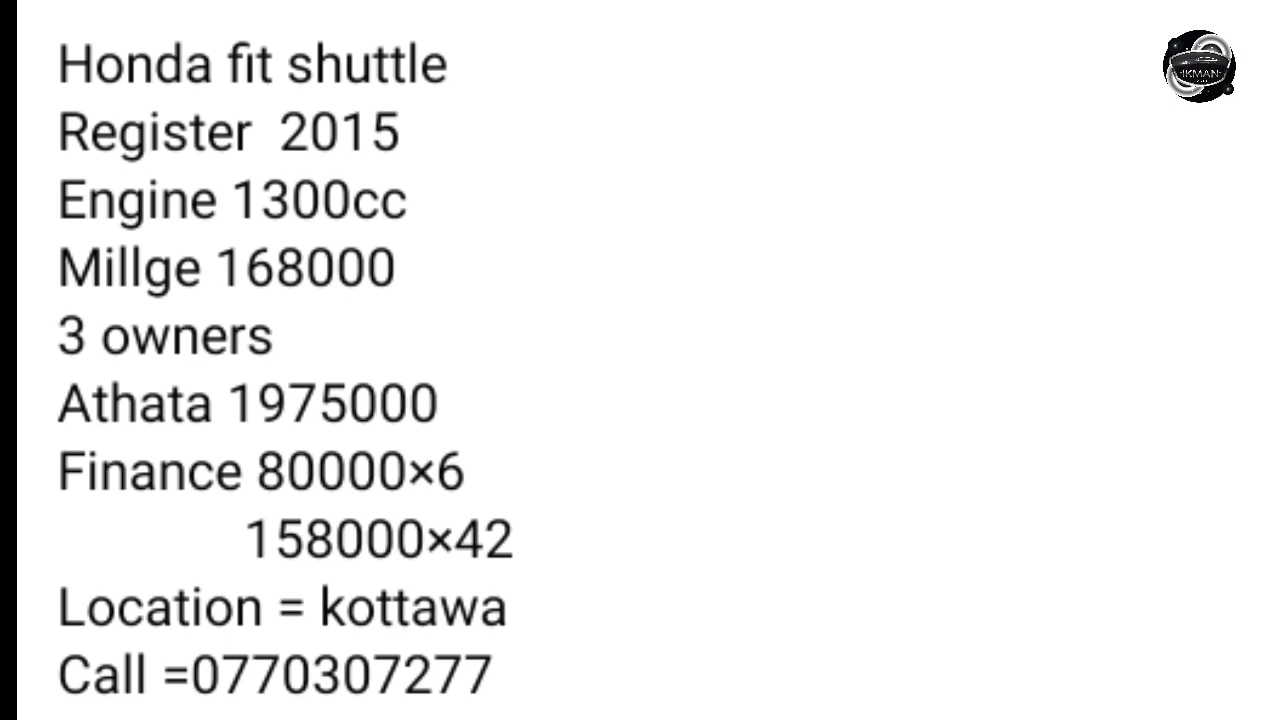 Honda fit shuttle
IKMAN
Register  2015
Engine 1300cc
Millge 168000
3 owners
Athata 1975000
Finance 80000×6
158000×42
Location = kottawa
Call =0770307277